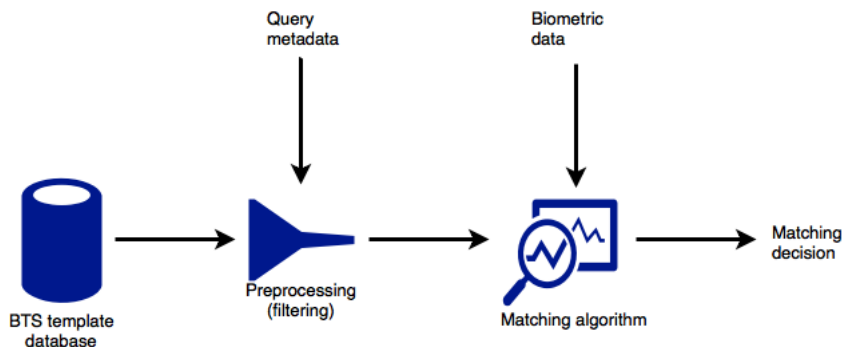 Query
metadata
Biometric
data
BTS template
database
Preprocessing
(filtering)
Matching algorithm
Matching
decision